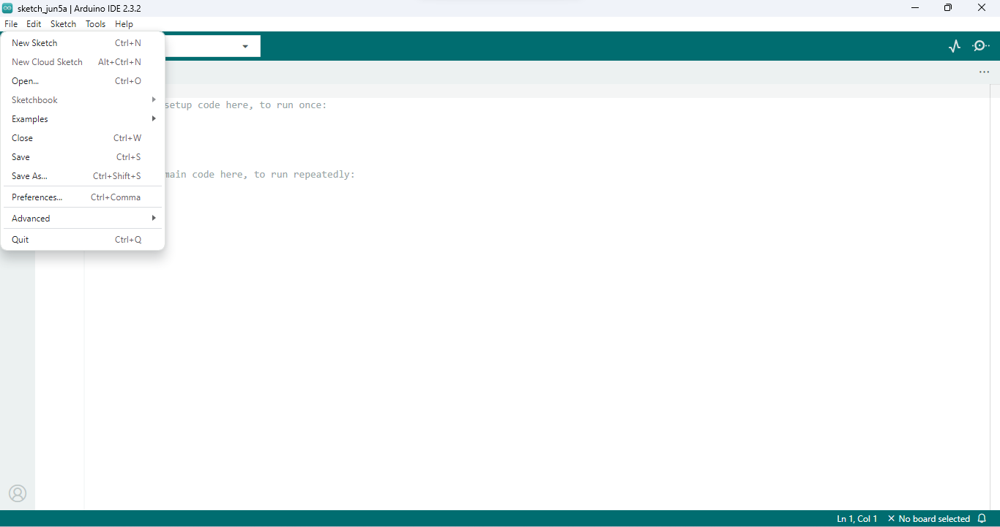 sketch_jun5a | Arduino IDE 2.3.2
File Edit Sketch Tools Help
New Sketch Ctrl+N
New Cloud Sketch Alt+Ctrl+N
Open... Ctrl+O
Sketchbook
Examples
Close Ctrl+W
Save Ctrl+S
Save As... Ctrl+Shift+S
Preferences... Ctrl+Comma
Advanced
Quit Ctrl+Q
setup code here, to run once:
main code here, to run repeatedly:
Ln 1, Col 1 × No board selected